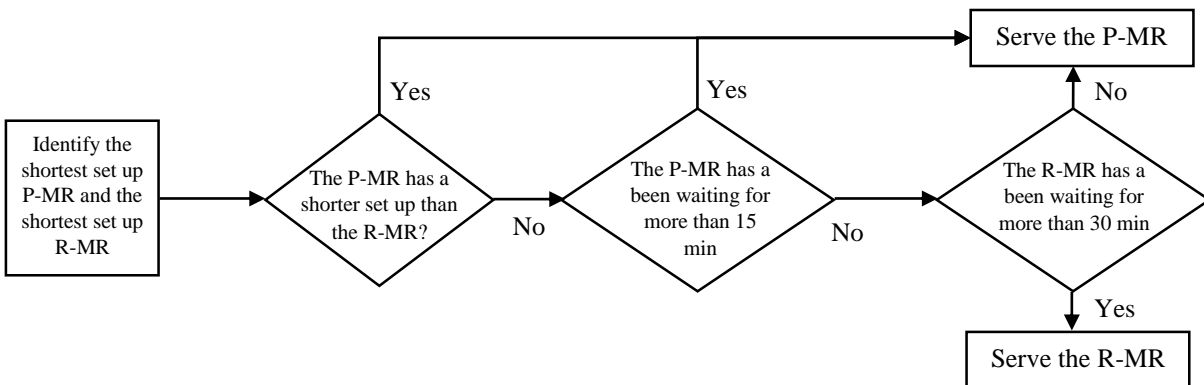 Identify the
shortest set up
P-MR and the
shortest set up
R-MR
The P-MR has a
shorter set up than
the R-MR?
Yes
No
The P-MR has a
been waiting for
more than 15
min
Yes
No
The R-MR has a
been waiting for
more than 30 min
No
Serve the P-MR
Yes
Serve the R-MR